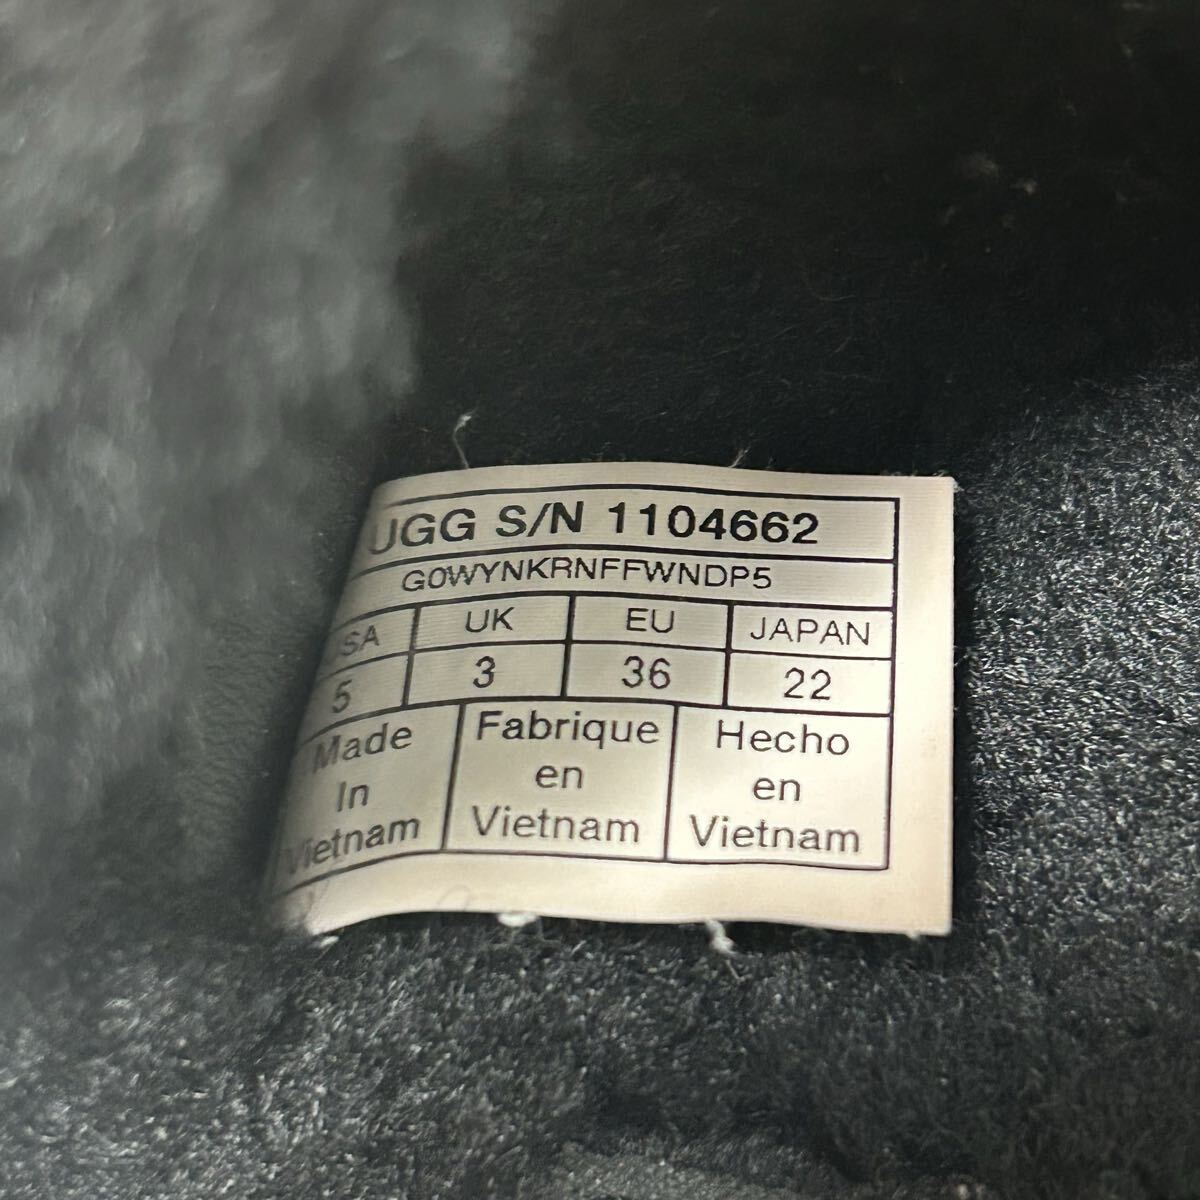 UGG S/N 1104662
G0WYNKRNFFWNDP5
USA UK EU JAPAN
5 3 36 22
Made Fabrique Hecho
In en en
Vietnam Vietnam Vietnam